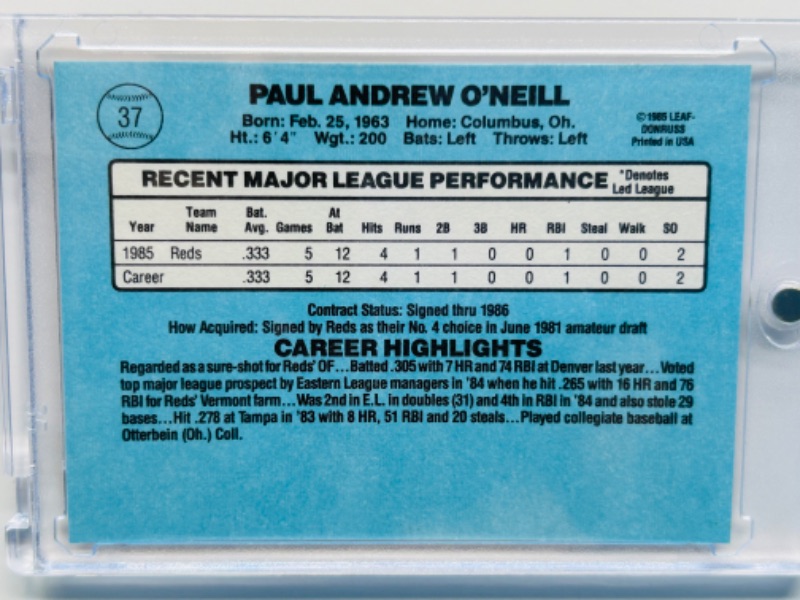 37
PAUL ANDREW O'NEILL
Born: Feb. 25, 1963 Home: Columbus, Oh.
Ht.: 6'4" Wgt.: 200 Bats: Left Throws: Left
©1985 LEAF-
DONRUSS
Printed in USA
RECENT MAJOR LEAGUE PERFORMANCE
*Denotes
Led League
Year Team Name Bat. Avg. Games At Bat Hits Runs 2B 3B HR RBI Steal Walk SO
1985 Reds .333 5 12 4 1 1 0 0 1 0 0 2
Career .333 5 12 4 1 1 0 0 1 0 0 2
Contract Status: Signed thru 1986
How Acquired: Signed by Reds as their No. 4 choice in June 1981 amateur draft
CAREER HIGHLIGHTS
Regarded as a sure-shot for Reds' OF...Batted .305 with 7 HR and 74 RBI at Denver last year...Voted
top major league prospect by Eastern League managers in '84 when he hit .265 with 16 HR and 76
RBI for Reds' Vermont farm...Was 2nd in E.L. in doubles (31) and 4th in RBI in '84 and also stole 29
bases...Hit .278 at Tampa in '83 with 8 HR, 51 RBI and 20 steals...Played collegiate baseball at
Otterbein (Oh.) Coll.